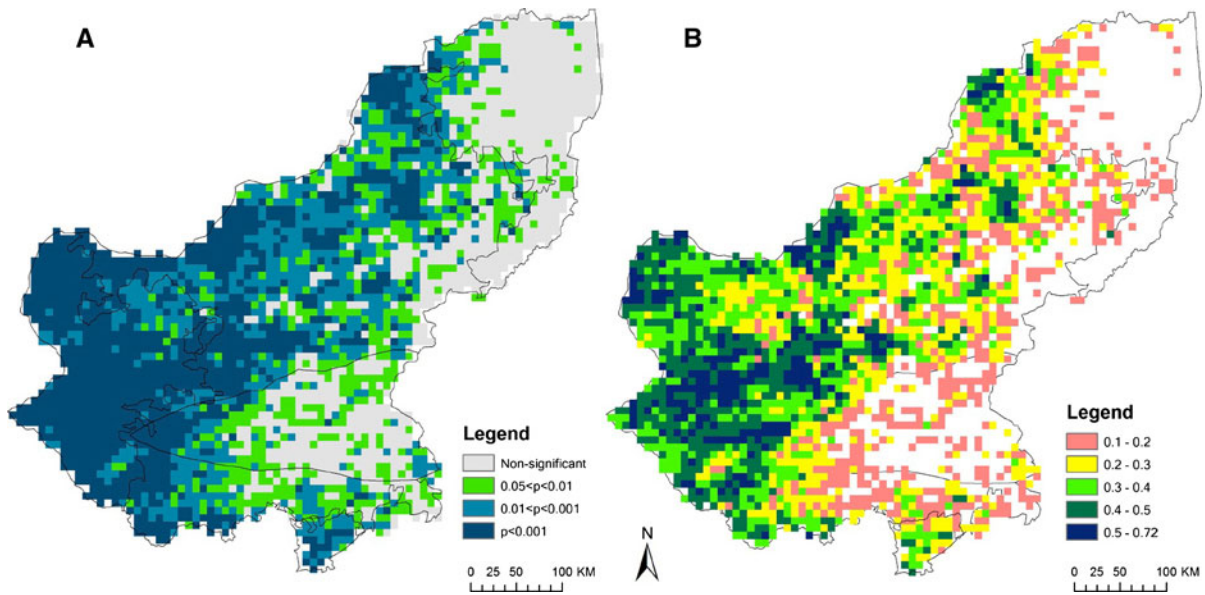 A
B
Legend
Non-significant
0.05<p<0.01
0.01<p<0.001
p<0.001
0 25 50 100 KM
N
Legend
0.1 - 0.2
0.2 - 0.3
0.3 - 0.4
0.4 - 0.5
0.5 - 0.72
0 25 50 100 KM